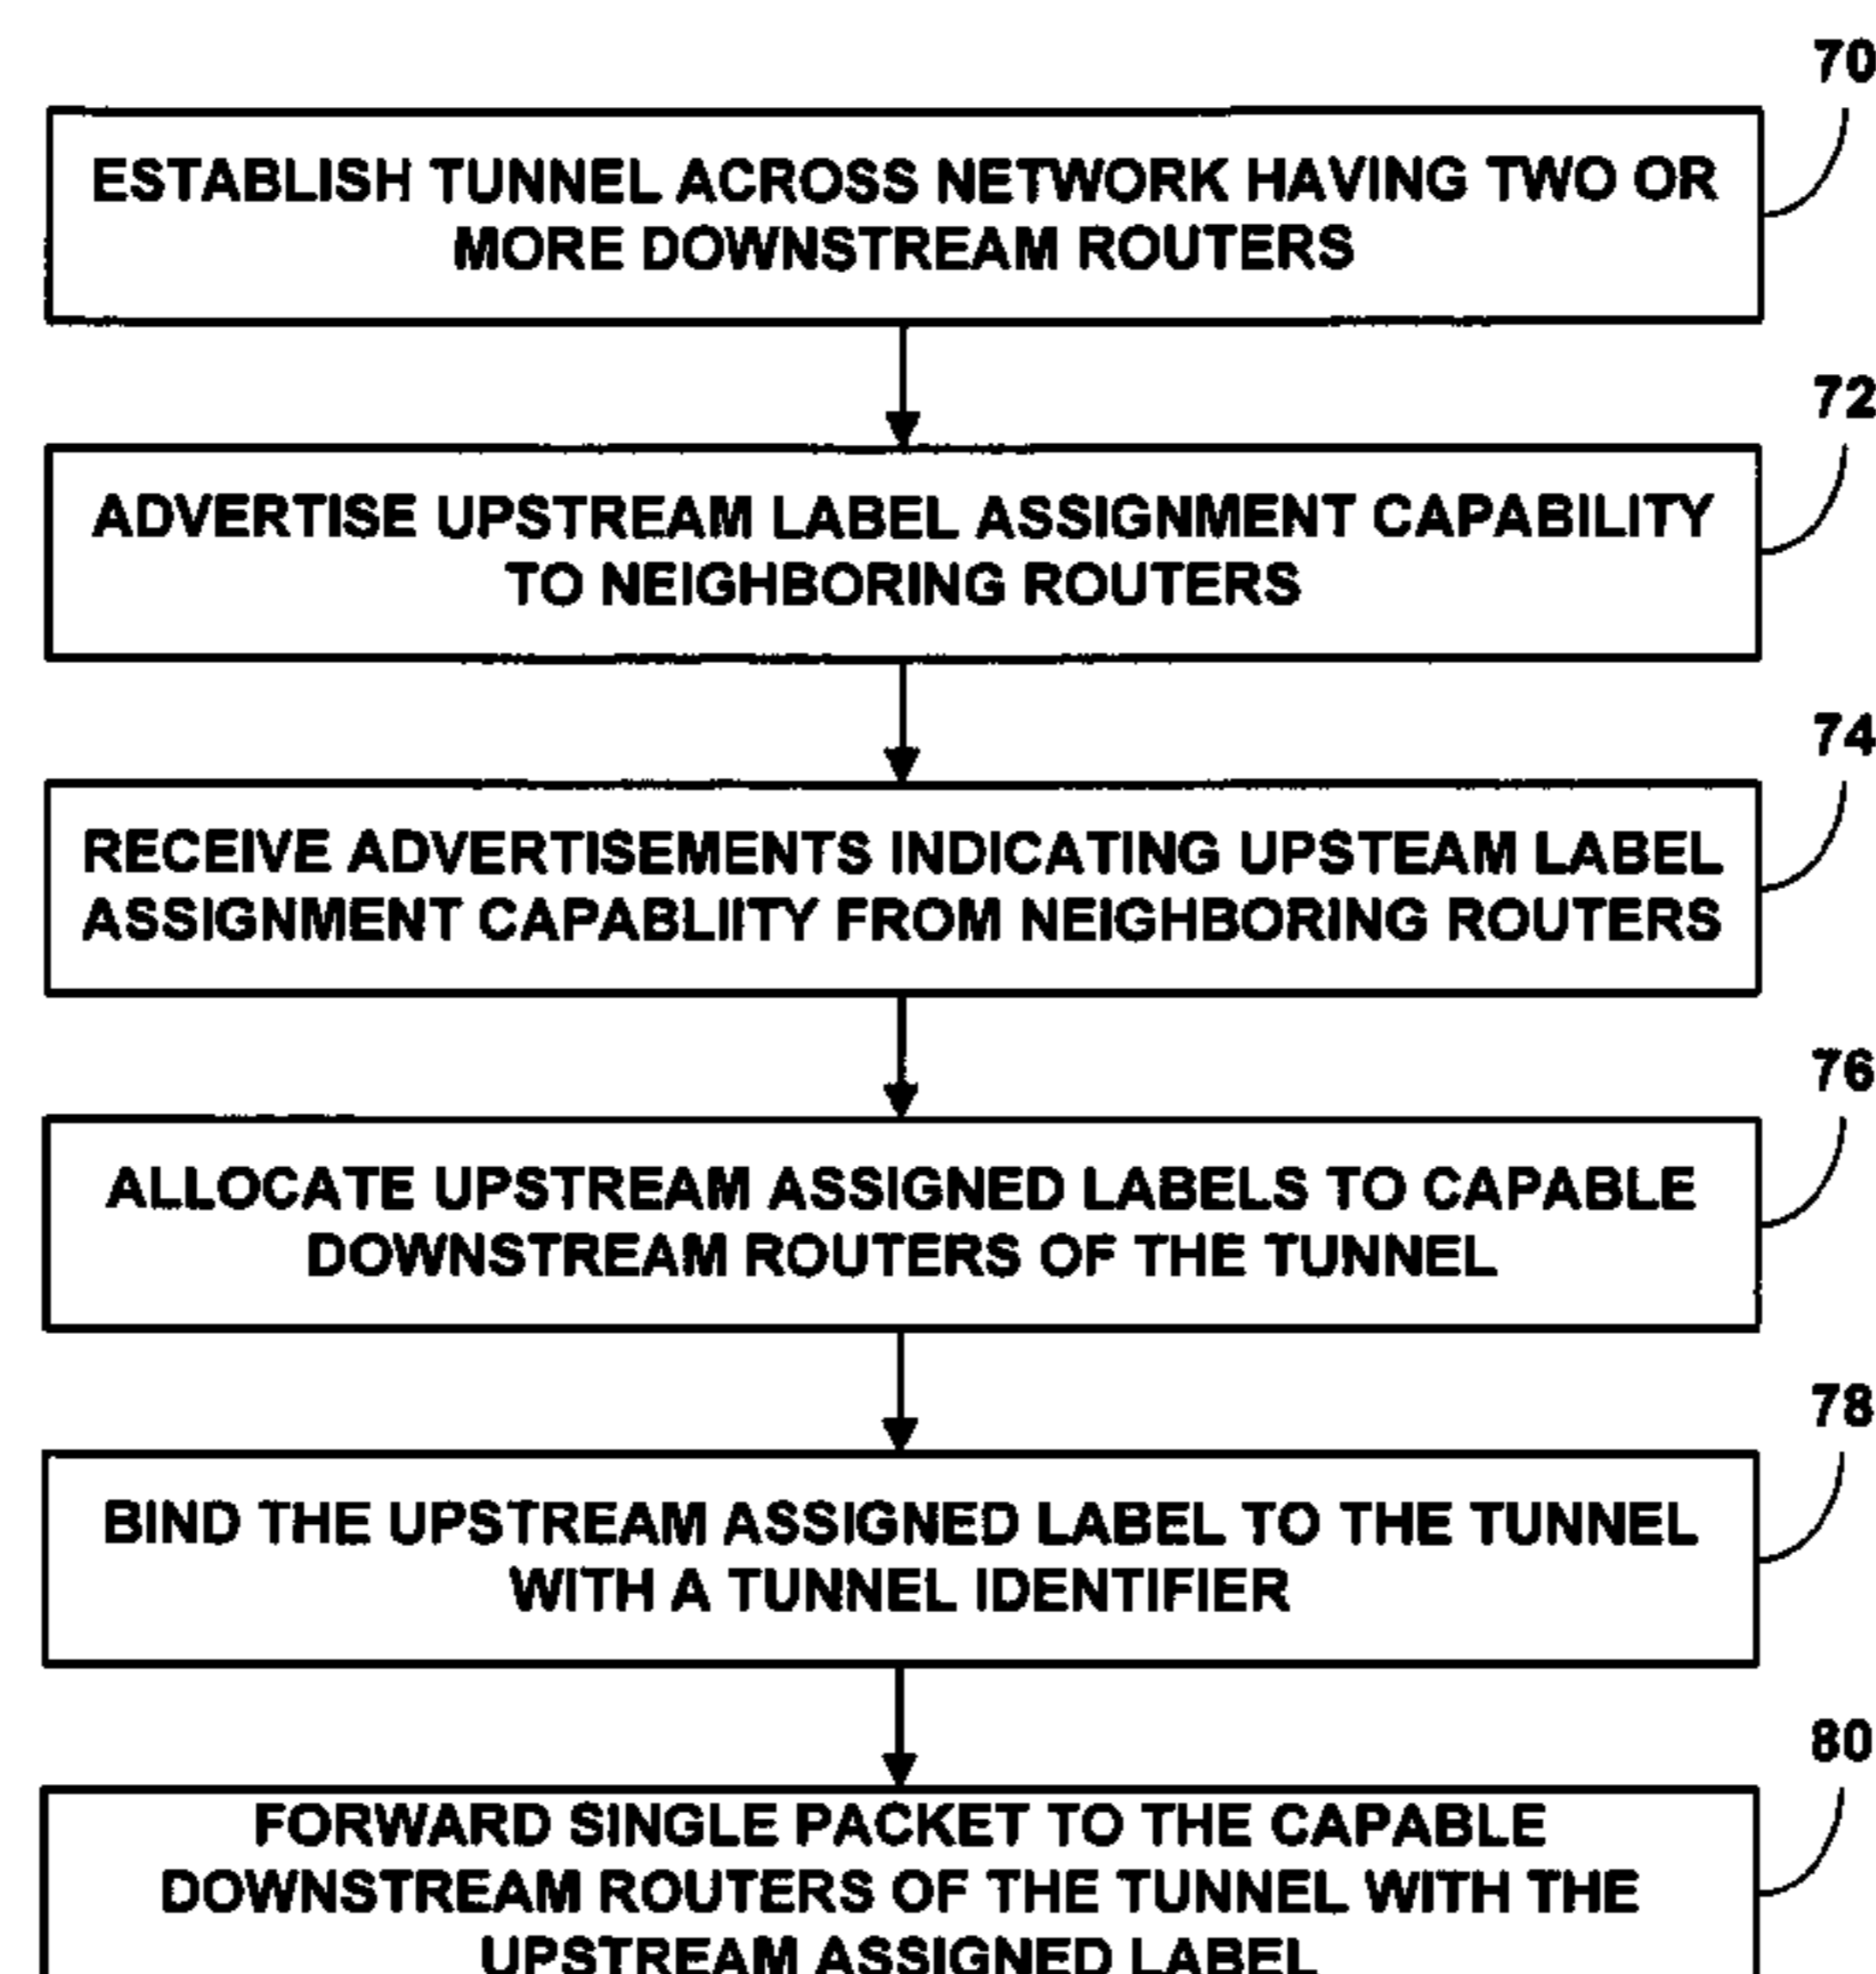 70
ESTABLISH TUNNEL ACROSS NETWORK HAVING TWO OR
MORE DOWNSTREAM ROUTERS
72
ADVERTISE UPSTREAM LABEL ASSIGNMENT CAPABILITY
TO NEIGHBORING ROUTERS
74
RECEIVE ADVERTISEMENTS INDICATING UPSTEAM LABEL
ASSIGNMENT CAPABLIITY FROM NEIGHBORING ROUTERS
76
ALLOCATE UPSTREAM ASSIGNED LABELS TO CAPABLE
DOWNSTREAM ROUTERS OF THE TUNNEL
78
BIND THE UPSTREAM ASSIGNED LABEL TO THE TUNNEL
WITH A TUNNEL IDENTIFIER
80
FORWARD SINGLE PACKET TO THE CAPABLE
DOWNSTREAM ROUTERS OF THE TUNNEL WITH THE
UPSTREAM ASSIGNED LABEL